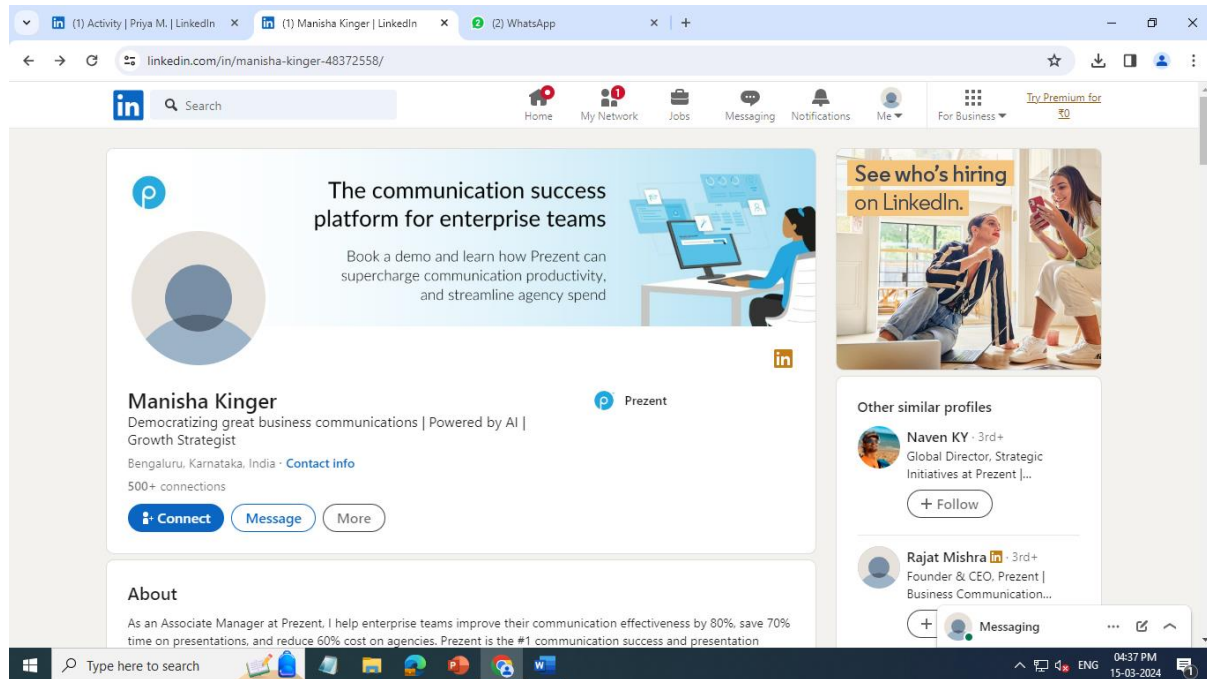 (1) Activity | Priya M. | LinkedIn
(1) Manisha Kinger | LinkedIn
(2) WhatsApp
linkedin.com/in/manisha-kinger-48372558/
in
Search
Home
My Network
1
Jobs
Messaging
Notifications
Me
For Business
Try Premium for
₹0
The communication success
platform for enterprise teams
Book a demo and learn how Prezent can
supercharge communication productivity,
and streamline agency spend
in
Manisha Kinger
Democratizing great business communications | Powered by AI |
Growth Strategist
Bengaluru, Karnataka, India · Contact info
500+ connections
Connect
Message
More
Prezent
About
As an Associate Manager at Prezent, I help enterprise teams improve their communication effectiveness by 80%, save 70%
time on presentations, and reduce 60% cost on agencies. Prezent is the #1 communication success and presentation
See who's hiring
on LinkedIn.
Other similar profiles
Naven KY · 3rd+
Global Director, Strategic
Initiatives at Prezent |...
+ Follow
Rajat Mishra in · 3rd+
Founder & CEO, Prezent |
Business Communication...
+
Messaging
Type here to search
ENG
04:37 PM
15-03-2024